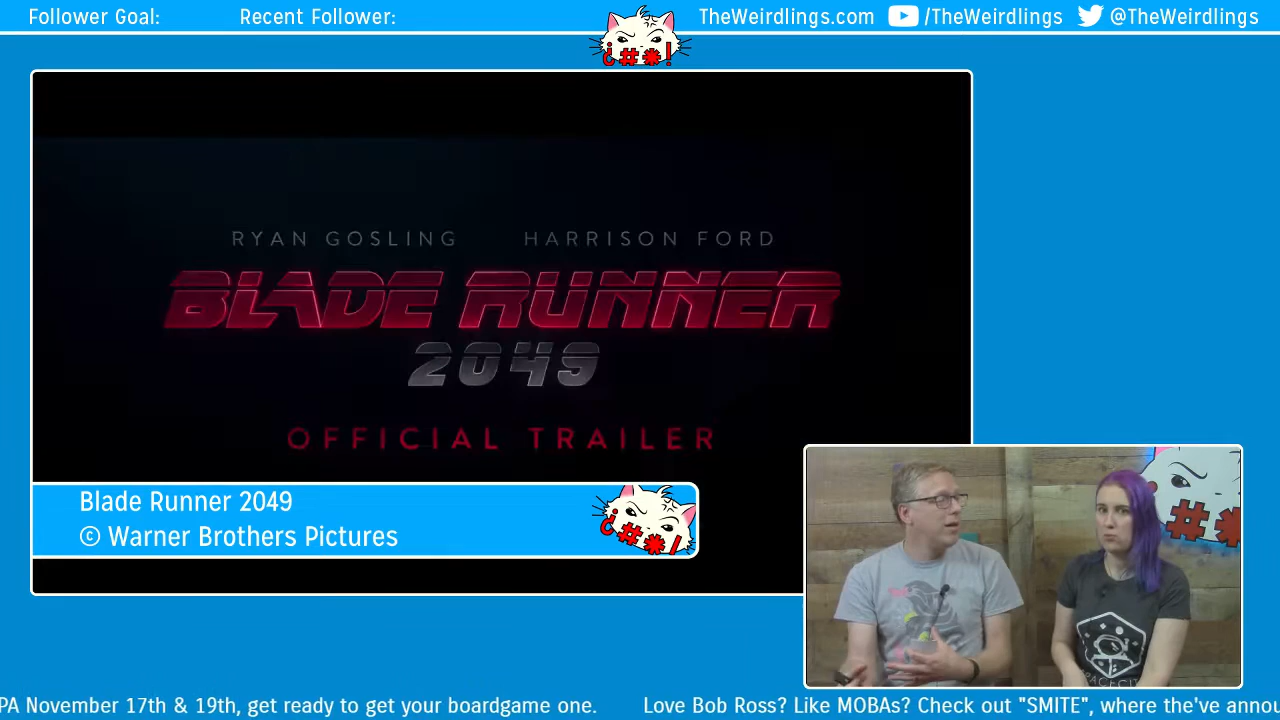 Follower Goal:
Recent Follower:
TheWeirdlings.com
/TheWeirdlings
@TheWeirdlings
¿#*!
RYAN GOSLING HARRISON FORD
BLADE RUNNER
2049
OFFICIAL TRAILER
Blade Runner 2049
© Warner Brothers Pictures
¿#*!
#*
SPACE CITY
PA November 17th & 19th, get ready to get your boardgame one.
Love Bob Ross? Like MOBAs? Check out "SMITE", where the've annou